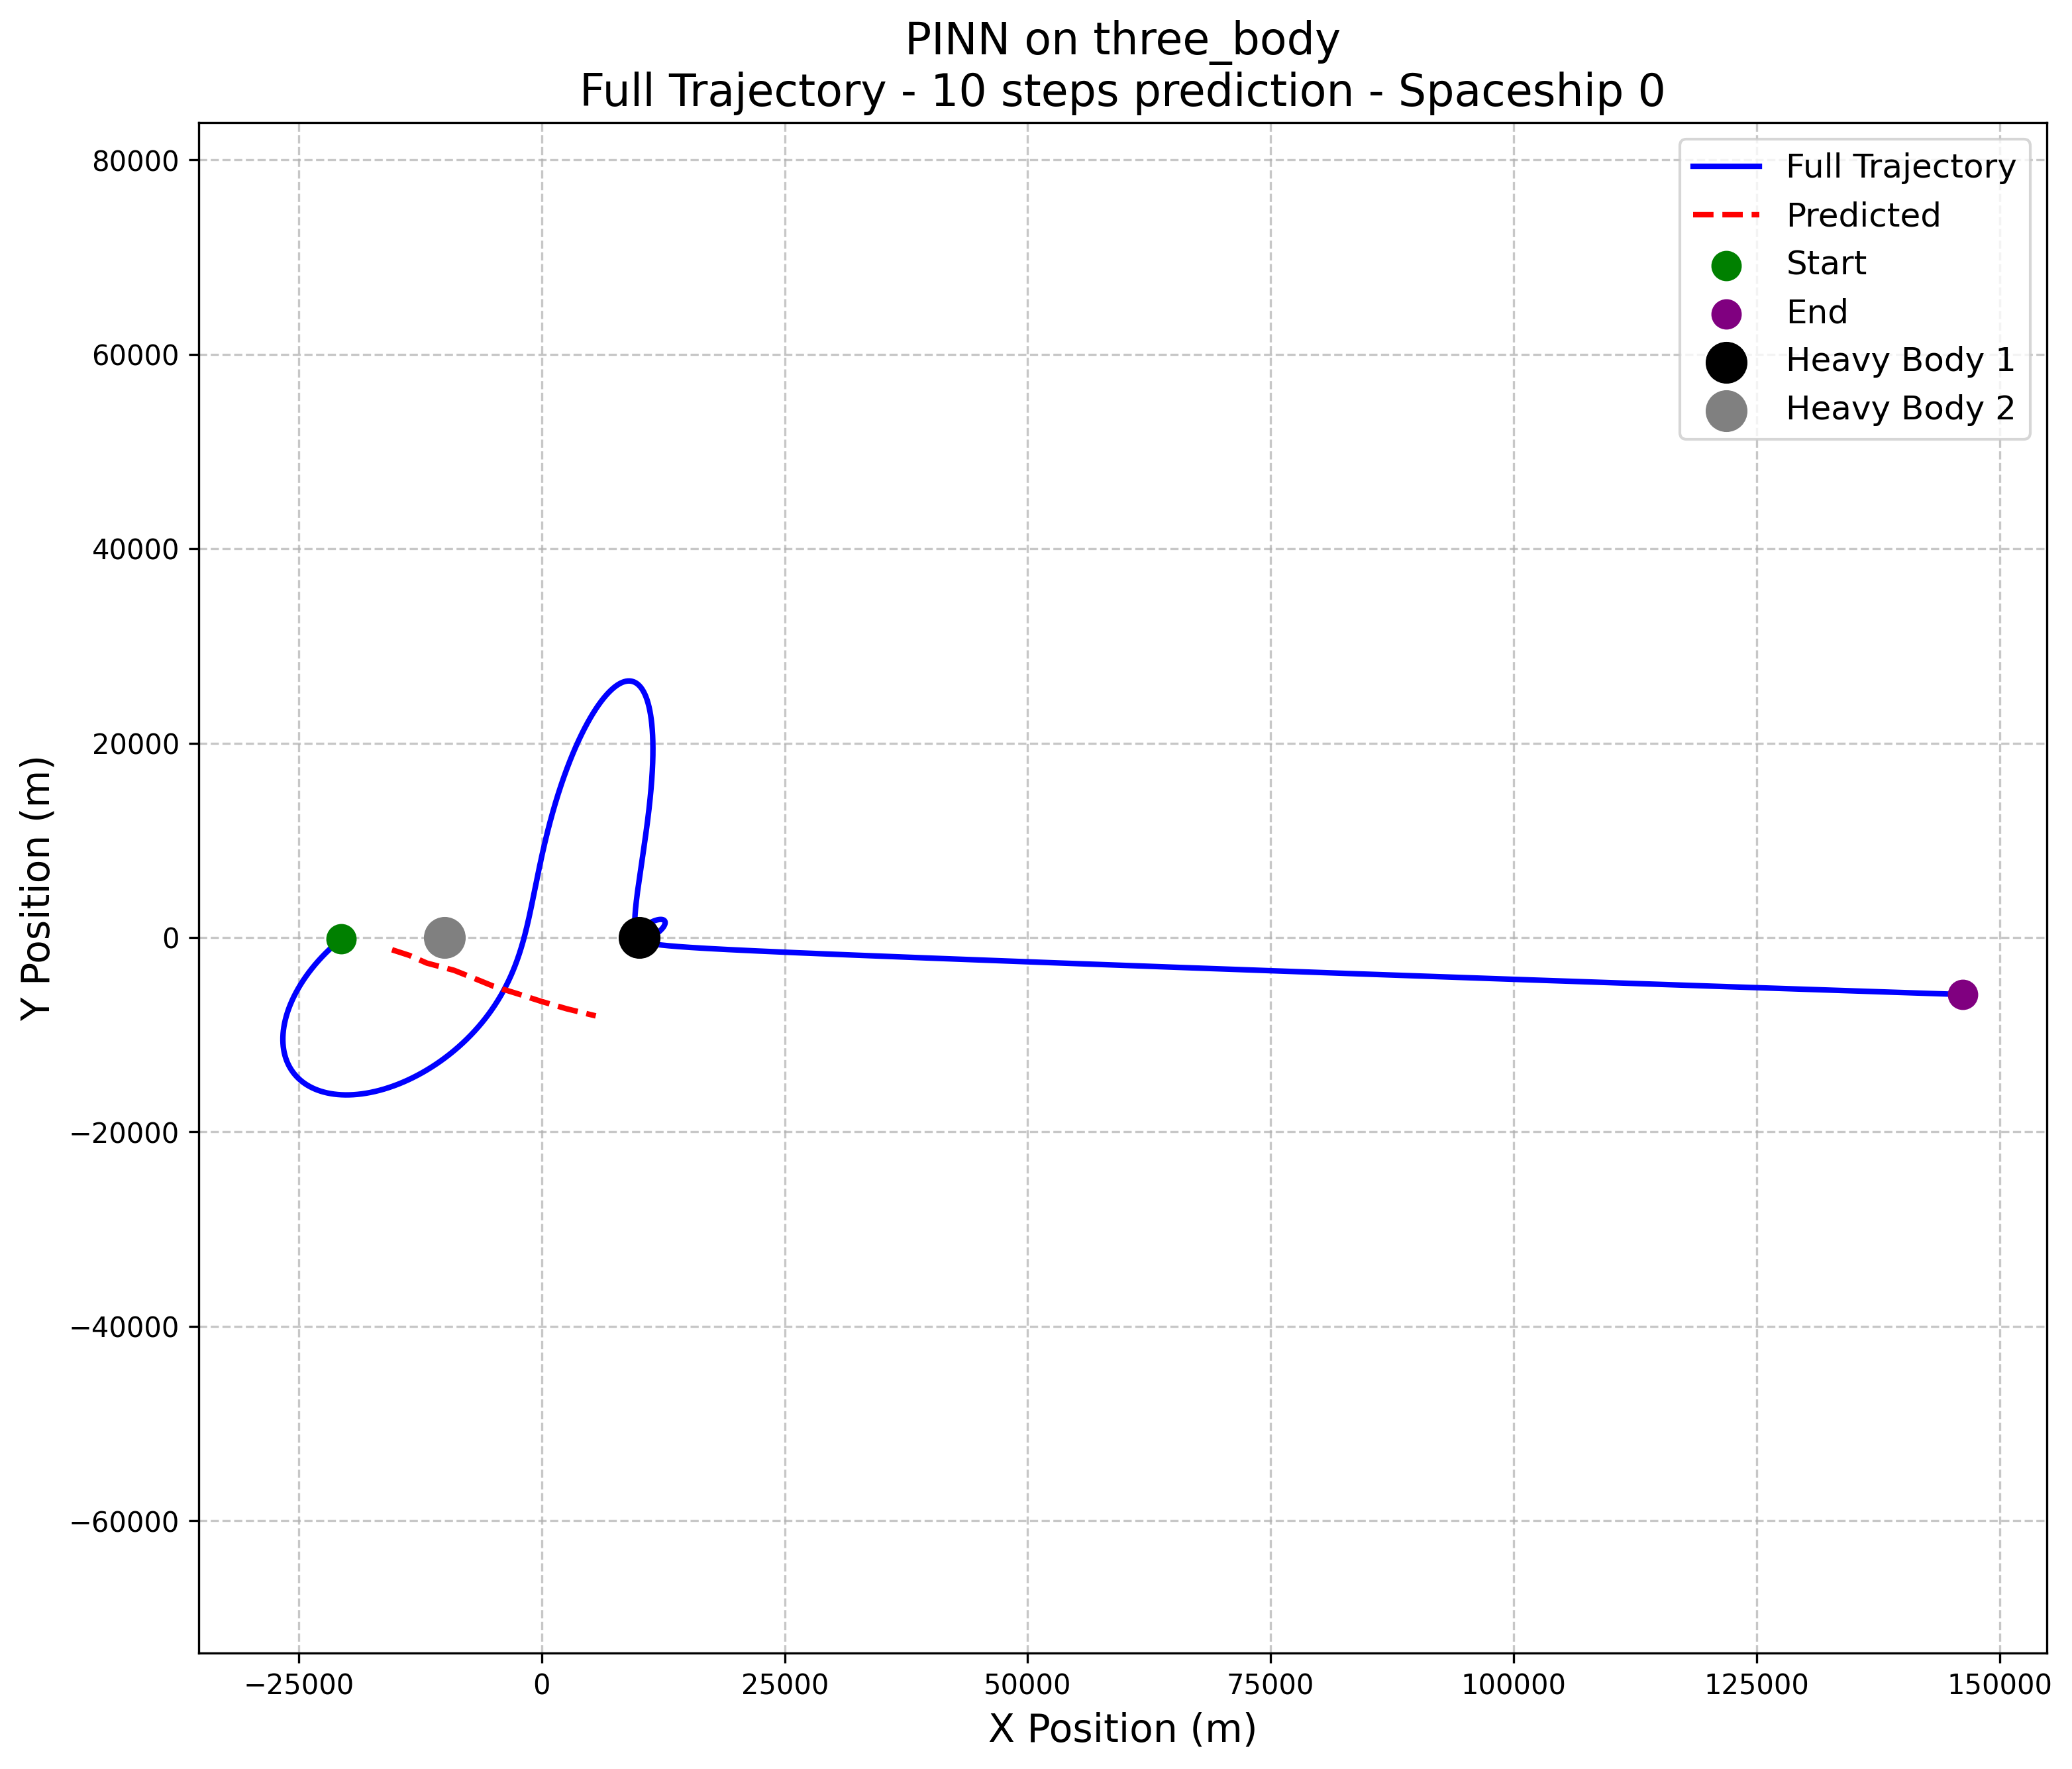 PINN on three_body
Full Trajectory - 10 steps prediction - Spaceship 0
80000
60000
40000
20000
0
−20000
−40000
−60000
Y Position (m)
Full Trajectory
Predicted
Start
End
Heavy Body 1
Heavy Body 2
−25000
0
25000
50000
75000
100000
125000
150000
X Position (m)